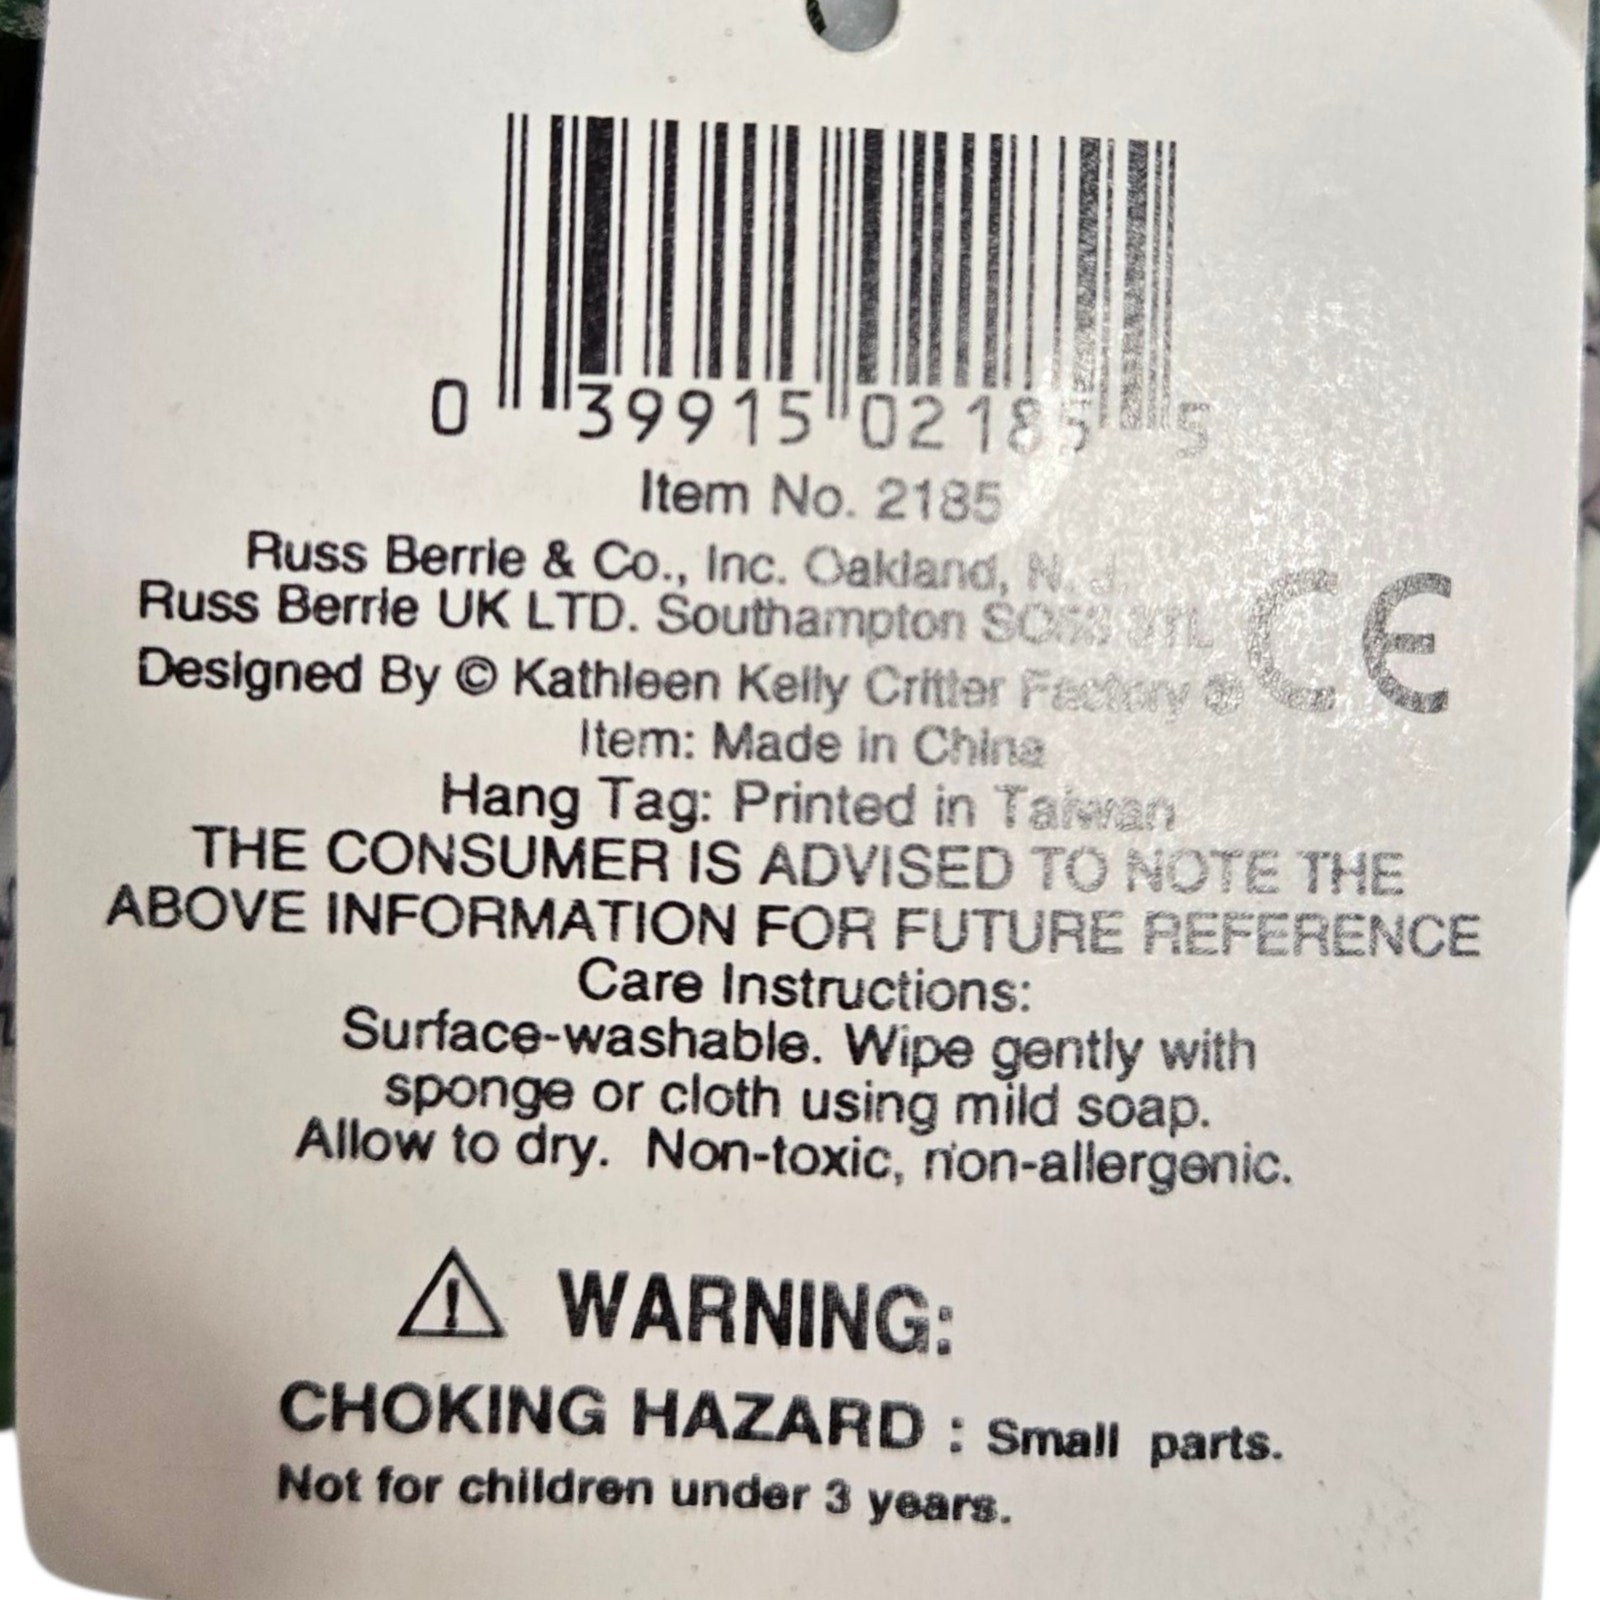 0 39915 02185 5
Item No. 2185
Russ Berrie & Co., Inc. Oakland, N. J.
Russ Berrie UK LTD. Southampton
Designed By © Kathleen Kelly Critter Factory ®
CE
Item: Made in China
Hang Tag: Printed in Taiwan
THE CONSUMER IS ADVISED TO NOTE THE
ABOVE INFORMATION FOR FUTURE REFERENCE
Care Instructions:
Surface-washable. Wipe gently with
sponge or cloth using mild soap.
Allow to dry. Non-toxic, non-allergenic.
WARNING:
CHOKING HAZARD : Small parts.
Not for children under 3 years.